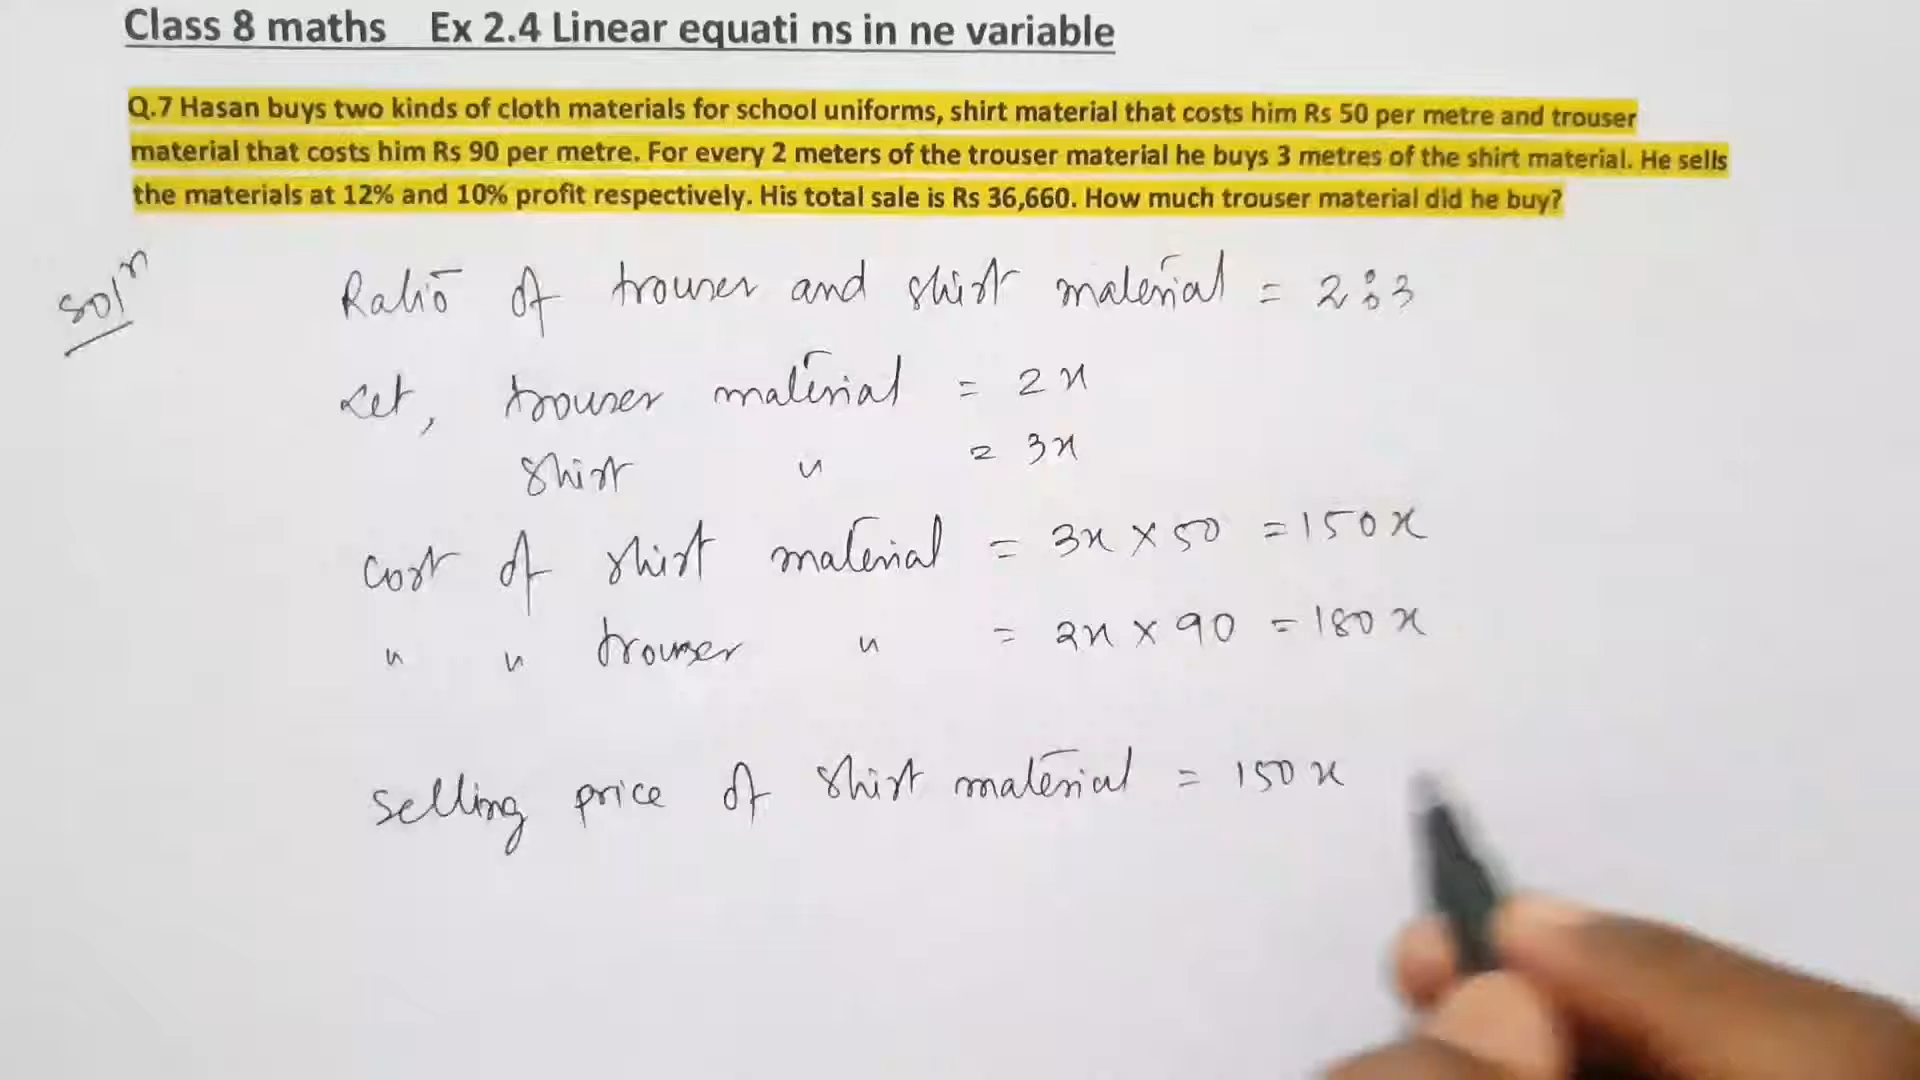 Class 8 maths Ex 2.4 Linear equati ns in ne variable
Q.7 Hasan buys two kinds of cloth materials for school uniforms, shirt material that costs him Rs 50 per metre and trouser
material that costs him Rs 90 per metre. For every 2 meters of the trouser material he buys 3 metres of the shirt material. He sells
the materials at 12% and 10% profit respectively. His total sale is Rs 36,660. How much trouser material did he buy?
Solⁿ Ratio of trouser and shirt material = 2:3
Let, trouser material = 2x
Shirt " = 3x
Cost of shirt material = 3x × 50 = 150x
" " trouser " = 2x × 90 = 180x
Selling price of shirt material = 150x